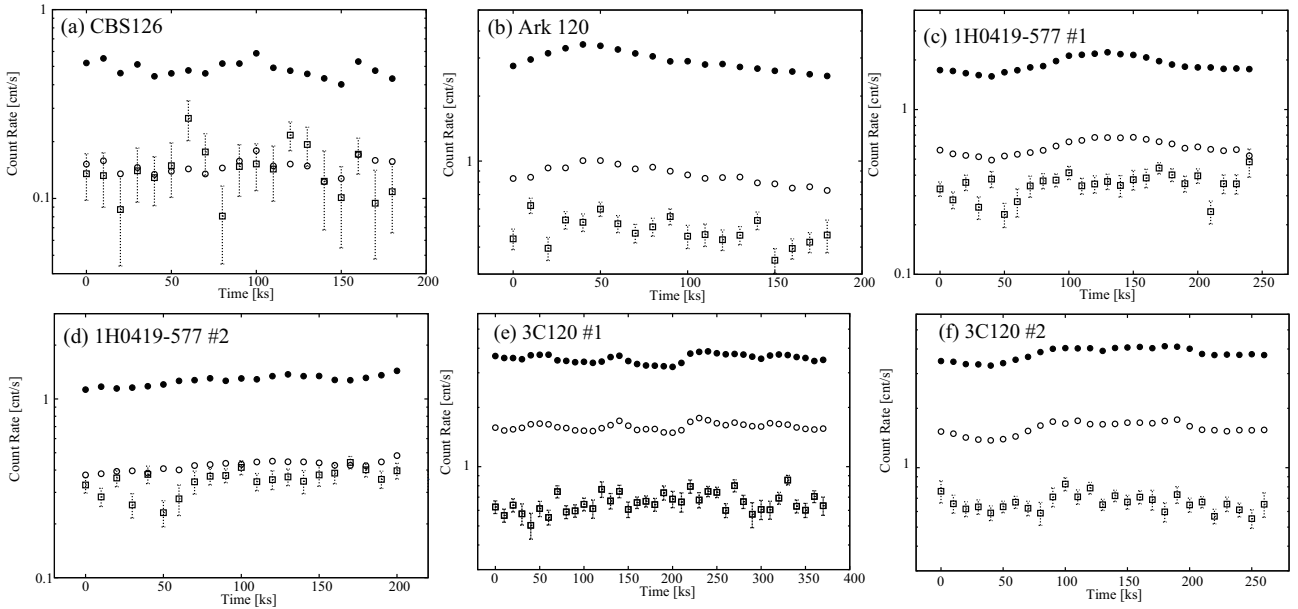 (a) CBS126
Count Rate [cnt/s]
1
0.1
0
50
100
150
200
Time [ks]
(b) Ark 120
Count Rate [cnt/s]
1
0
50
100
150
200
Time [ks]
(c) 1H0419-577 #1
Count Rate [cnt/s]
1
0.1
0
50
100
150
200
250
Time [ks]
(d) 1H0419-577 #2
Count Rate [cnt/s]
1
0.1
0
50
100
150
200
Time [ks]
(e) 3C120 #1
Count Rate [cnt/s]
1
0
50
100
150
200
250
300
350
400
Time [ks]
(f) 3C120 #2
Count Rate [cnt/s]
1
0
50
100
150
200
250
Time [ks]